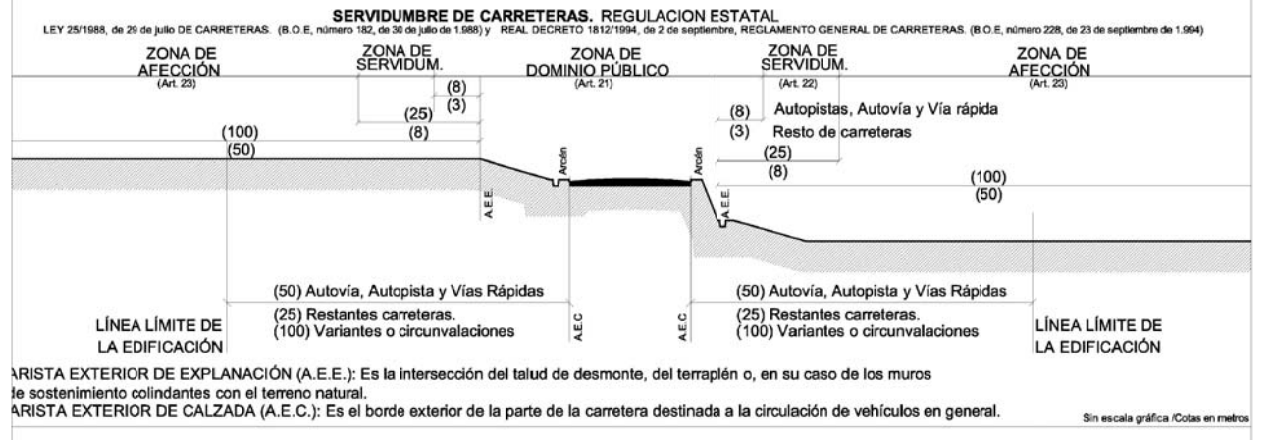 SERVIDUMBRE DE CARRETERAS. REGULACION ESTATAL
LEY 25/1988, de 29 de julio DE CARRETERAS. (B.O.E, número 182, de 30 de julio de 1.988) y REAL DECRETO 1812/1994, de 2 de septiembre, REGLAMENTO GENERAL DE CARRETERAS. (B.O.E, número 228, de 23 de septiembre de 1.994)
ZONA DE
AFECCIÓN
(Art. 23)
ZONA DE
SERVIDUM.
ZONA DE
DOMINIO PÚBLICO
(Art. 21)
ZONA DE
SERVIDUM.
(Art. 22)
ZONA DE
AFECCIÓN
(Art. 23)
(8)
(3)
(25)
(8)
(100)
(50)
(8) Autopistas, Autovía y Vía rápida
(3) Resto de carreteras
(25)
(8)
(100)
(50)
Arcén
Arcén
A.E.E.
A.E.E.
(50) Autovía, Autopista y Vías Rápidas
(25) Restantes carreteras.
(100) Variantes o circunvalaciones
A.E.C
A.E.C
(50) Autovía, Autopista y Vías Rápidas
(25) Restantes carreteras.
(100) Variantes o circunvalaciones
LÍNEA LÍMITE DE
LA EDIFICACIÓN
LÍNEA LÍMITE DE
LA EDIFICACIÓN
ARISTA EXTERIOR DE EXPLANACIÓN (A.E.E.): Es la intersección del talud de desmonte, del terraplén o, en su caso de los muros
de sostenimiento colindantes con el terreno natural.
ARISTA EXTERIOR DE CALZADA (A.E.C.): Es el borde exterior de la parte de la carretera destinada a la circulación de vehículos en general.
Sin escala gráfica /Cotas en metros